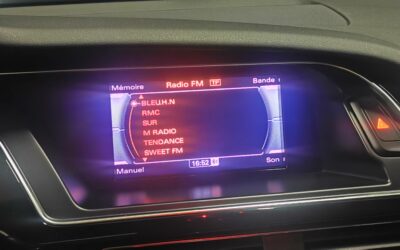 Mémoire Radio FM TP Bande
BLEU H.N
RMC
SUR
M RADIO
TENDANCE
SWEET FM
Manuel 16:52 Son